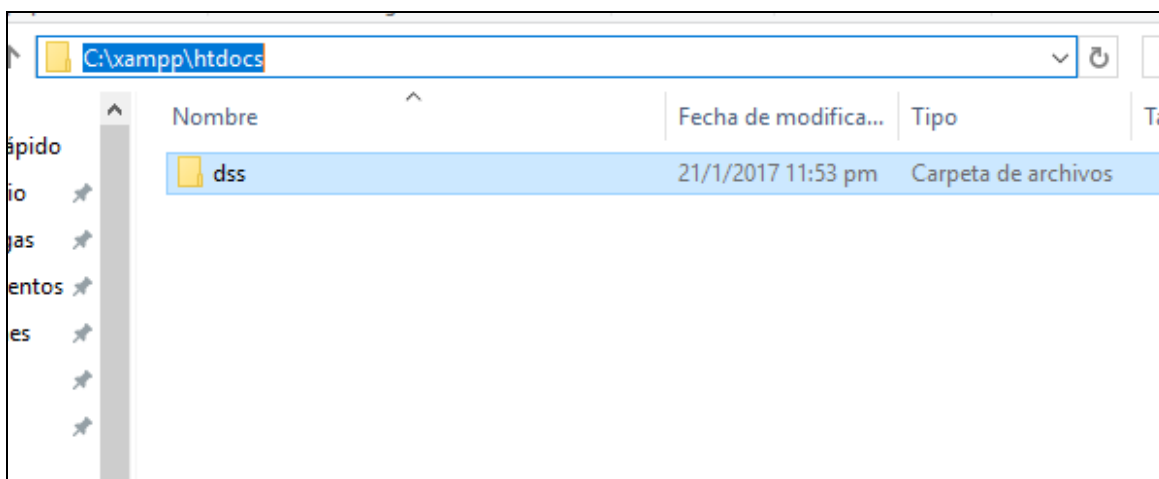 C:\xampp\htdocs
Nombre Fecha de modifica... Tipo
ápido
dss 21/1/2017 11:53 pm Carpeta de archivos
io
gas
entos
es